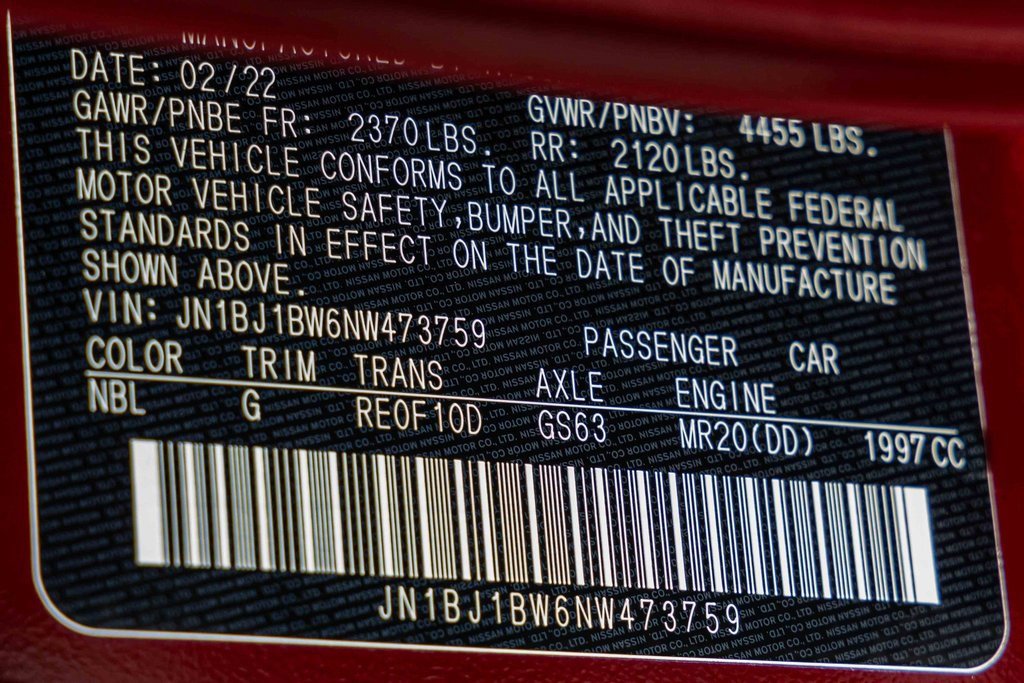 DATE: 02/22 GVWR/PNBV: 4455 LBS.
GAWR/PNBE FR: 2370 LBS. RR: 2120 LBS.
THIS VEHICLE CONFORMS TO ALL APPLICABLE FEDERAL
MOTOR VEHICLE SAFETY,BUMPER,AND THEFT PREVENTION
STANDARDS IN EFFECT ON THE DATE OF MANUFACTURE
SHOWN ABOVE.
VIN: JN1BJ1BW6NW473759 PASSENGER CAR
COLOR TRIM TRANS AXLE ENGINE
NBL G REOF10D GS63 MR20(DD) 1997 CC
JN1BJ1BW6NW473759